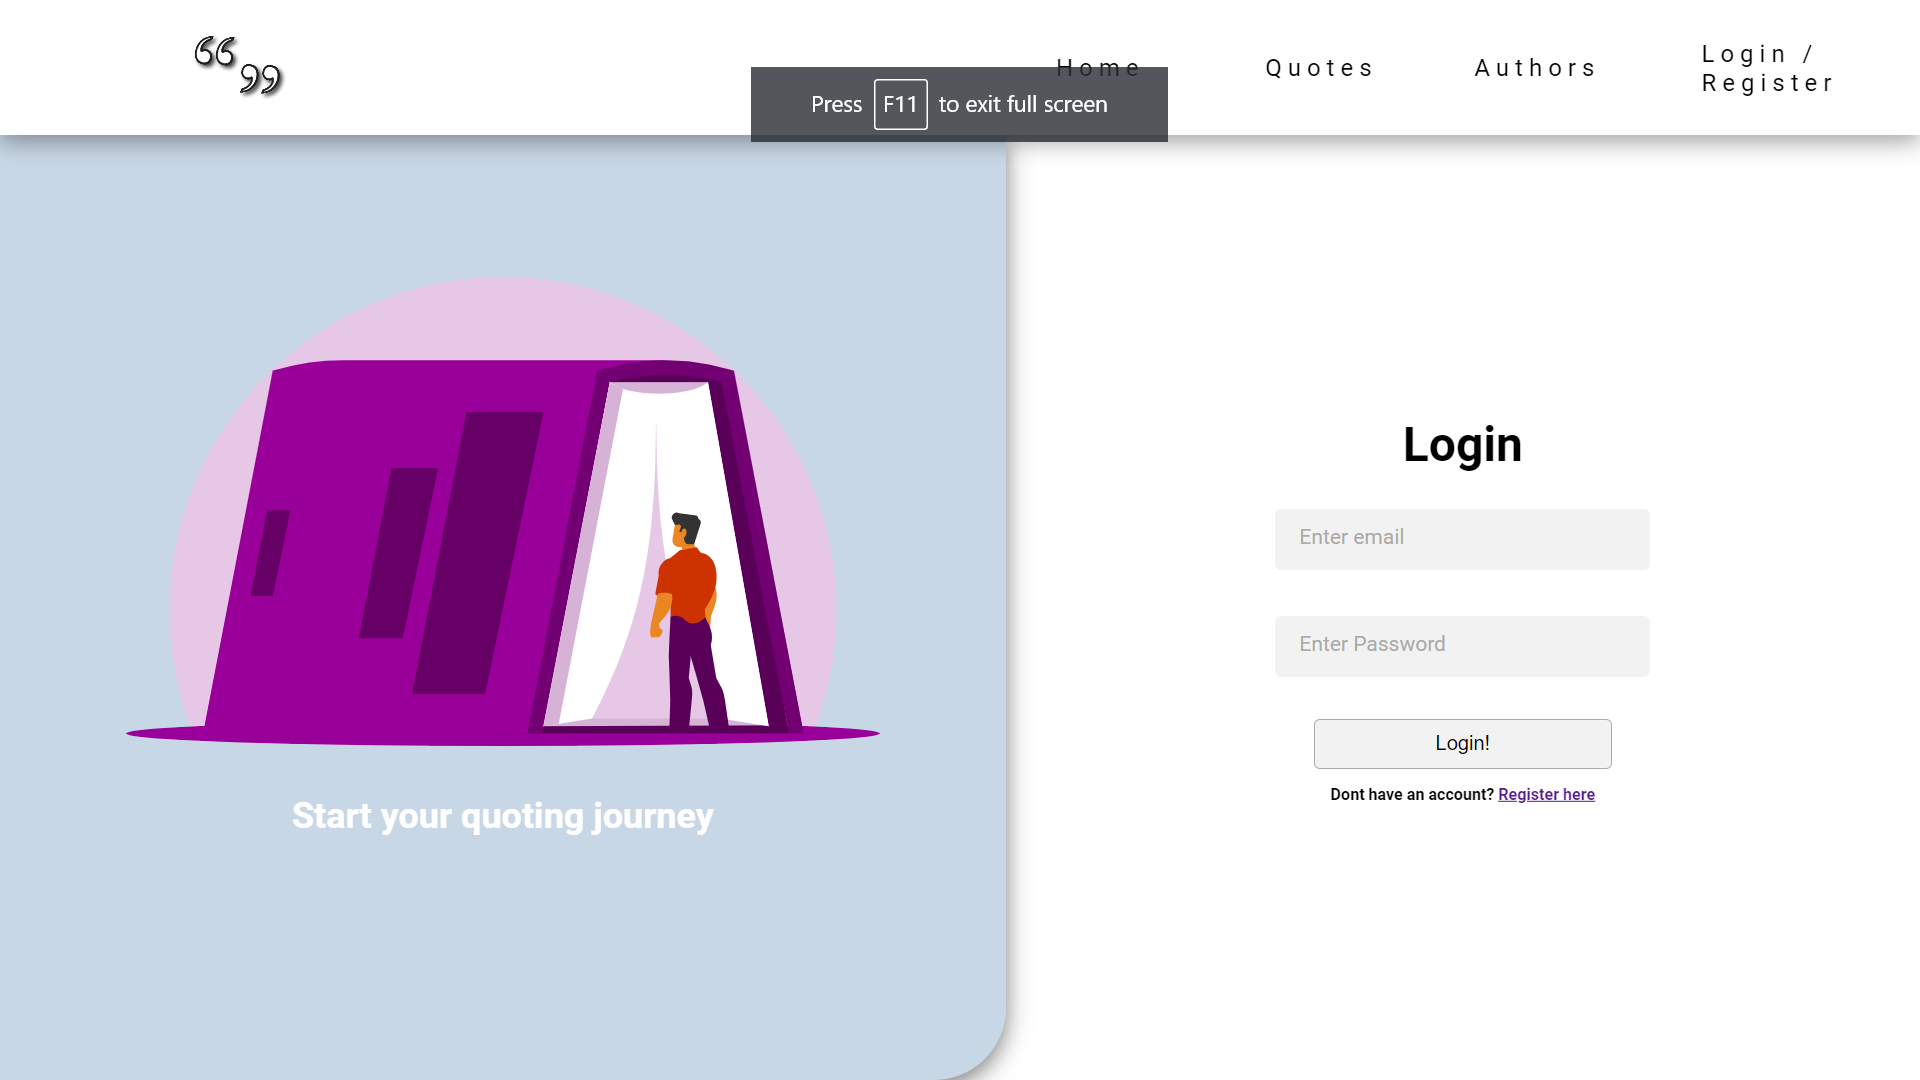 “ ”
Home
Quotes
Authors
Login /
Register
Press F11 to exit full screen
Login
Enter email
Enter Password
Login!
Dont have an account? Register here
Start your quoting journey